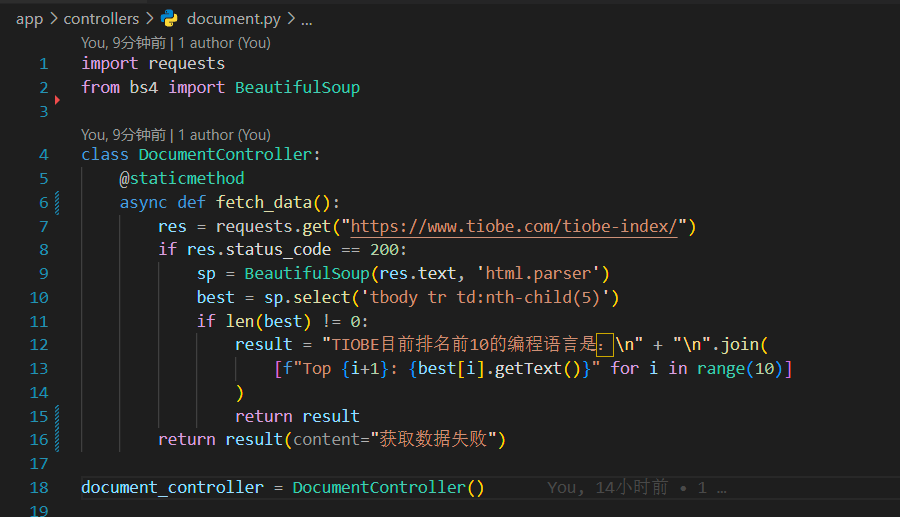 app > controllers > document.py > ...
You, 9分钟前 | 1 author (You)
1 import requests
2 from bs4 import BeautifulSoup
3
You, 9分钟前 | 1 author (You)
4 class DocumentController:
5     @staticmethod
6     async def fetch_data():
7         res = requests.get("https://www.tiobe.com/tiobe-index/")
8         if res.status_code == 200:
9             sp = BeautifulSoup(res.text, 'html.parser')
10             best = sp.select('tbody tr td:nth-child(5)')
11             if len(best) != 0:
12                 result = "TIOBE目前排名前10的编程语言是：\n" + "\n".join(
13                     [f"Top {i+1}: {best[i].getText()}" for i in range(10)]
14                 )
15                 return result
16         return result(content="获取数据失败")
17
18 document_controller = DocumentController() You, 14小时前 • 1 …
19